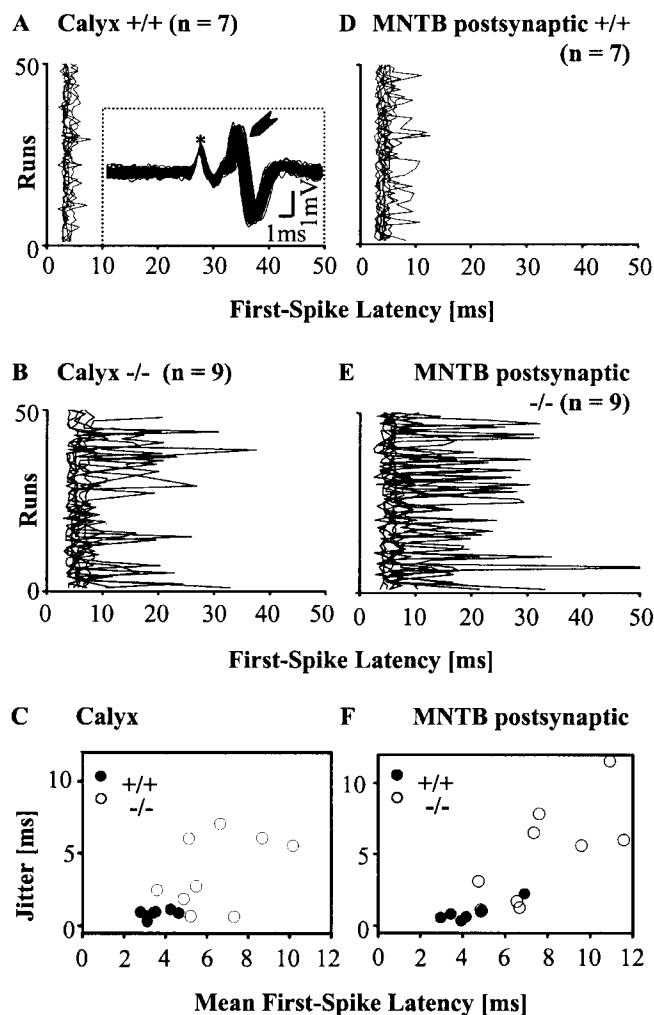 A Calyx +/+ (n = 7)
50
Runs
0
*
1ms
1mV
0 10 20 30 40 50
D MNTB postsynaptic +/+
(n = 7)
0 10 20 30 40 50
First-Spike Latency [ms]
B Calyx -/- (n = 9)
50
Runs
0
0 10 20 30 40 50
E MNTB postsynaptic
-/- (n = 9)
0 10 20 30 40 50
First-Spike Latency [ms]
C Calyx
+/+
-/-
10
5
0
Jitter [ms]
0 2 4 6 8 10 12
F MNTB postsynaptic
+/+
-/-
10
5
0
0 2 4 6 8 10 12
Mean First-Spike Latency [ms]